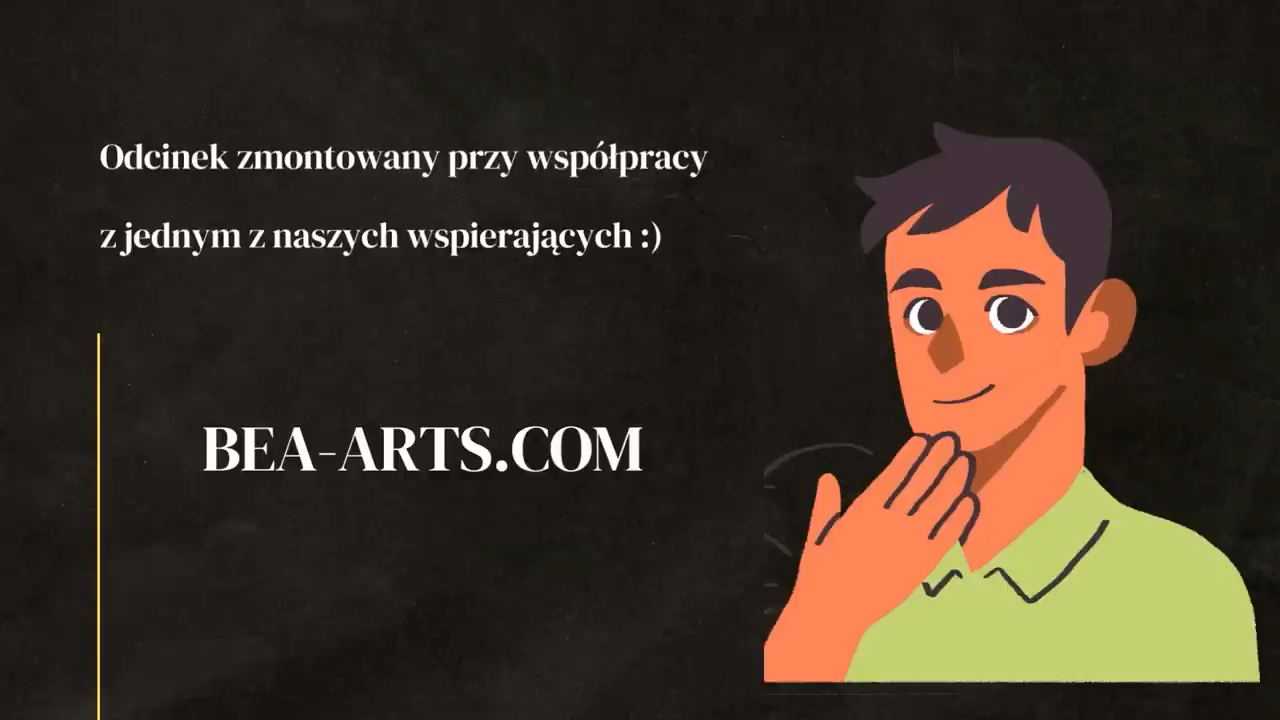 Odcinek zmontowany przy współpracy
z jednym z naszych wspierających :)
BEA-ARTS.COM